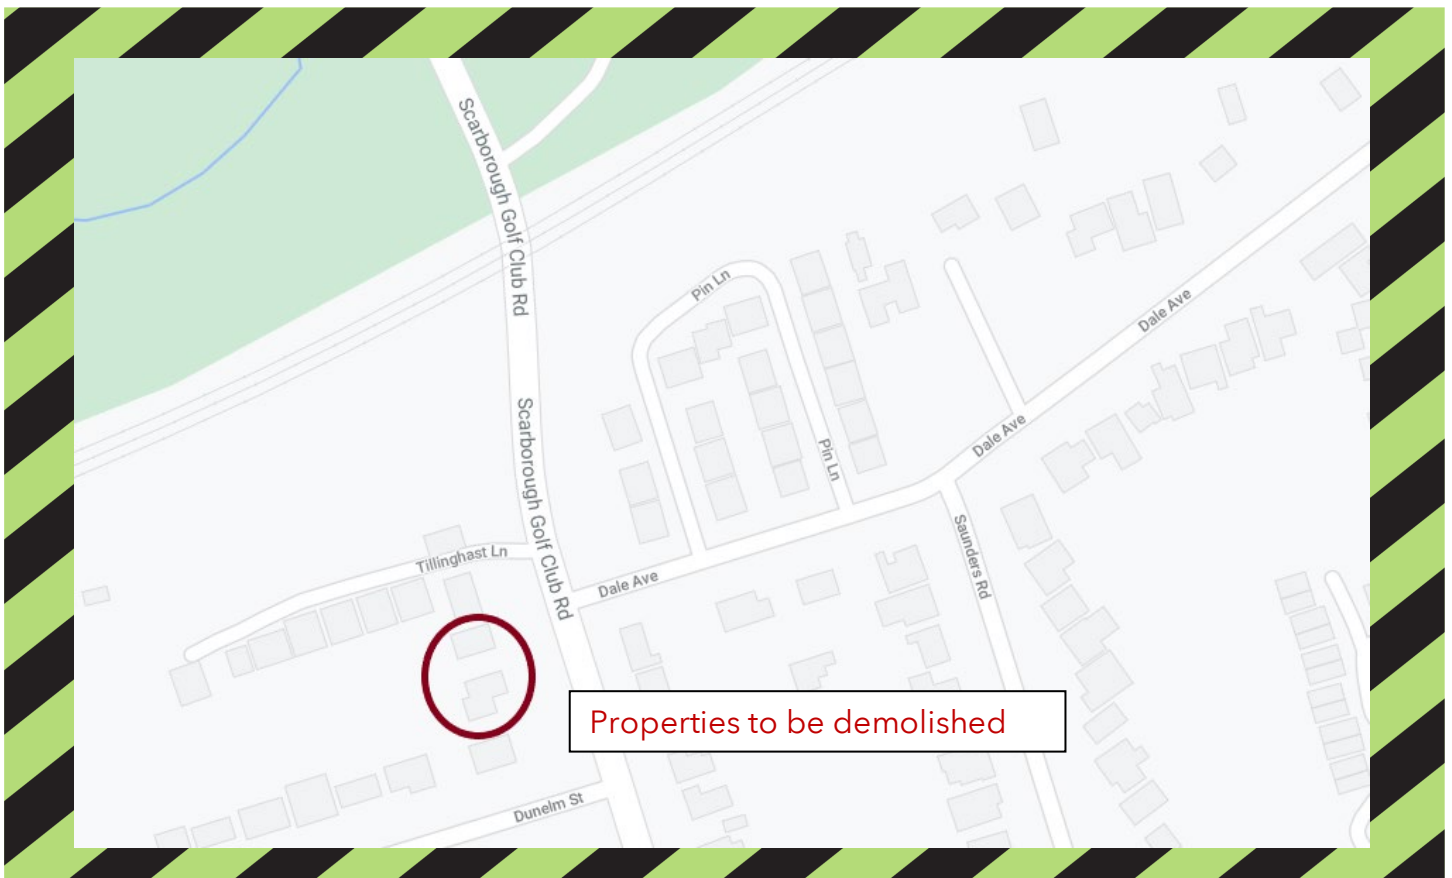 Scarborough Golf Club Rd
Pin Ln
Dale Ave
Scarborough Golf Club Rd
Dale Ave
Pin Ln
Saunders Rd
Tillinghast Ln
Dale Ave
Properties to be demolished
Dunelm St